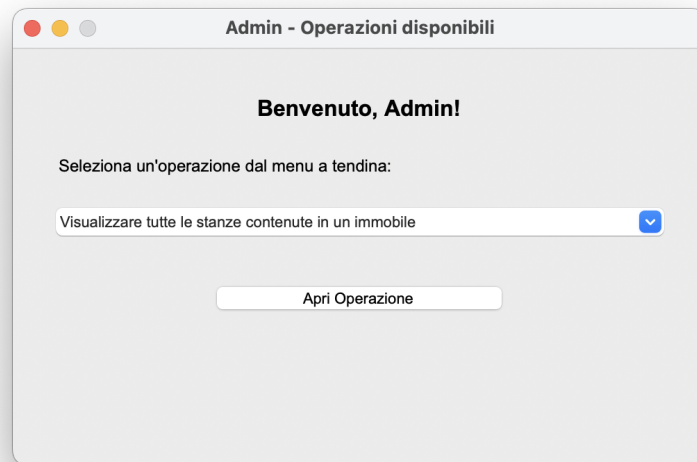 Admin - Operazioni disponibili
Benvenuto, Admin!
Seleziona un'operazione dal menu a tendina:
Visualizzare tutte le stanze contenute in un immobile
Apri Operazione